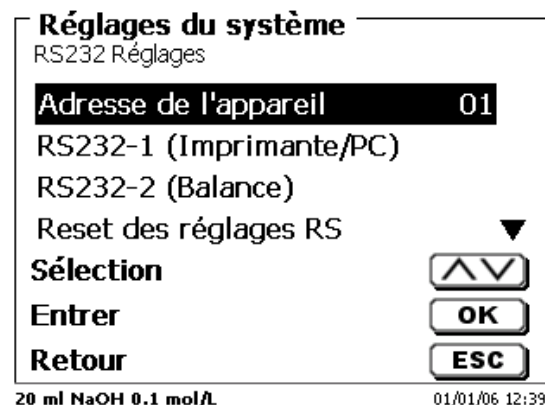 Réglages du système
RS232 Réglages
Adresse de l'appareil 01
RS232-1 (Imprimante/PC)
RS232-2 (Balance)
Reset des réglages RS
Sélection
Entrer OK
Retour ESC
20 ml NaOH 0.1 mol/L 01/01/06 12:39